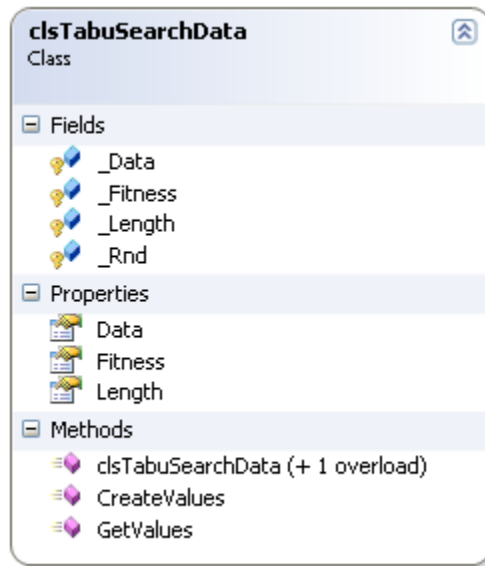 clsTabuSearchData
Class
Fields
_Data
_Fitness
_Length
_Rnd
Properties
Data
Fitness
Length
Methods
clsTabuSearchData (+ 1 overload)
CreateValues
GetValues